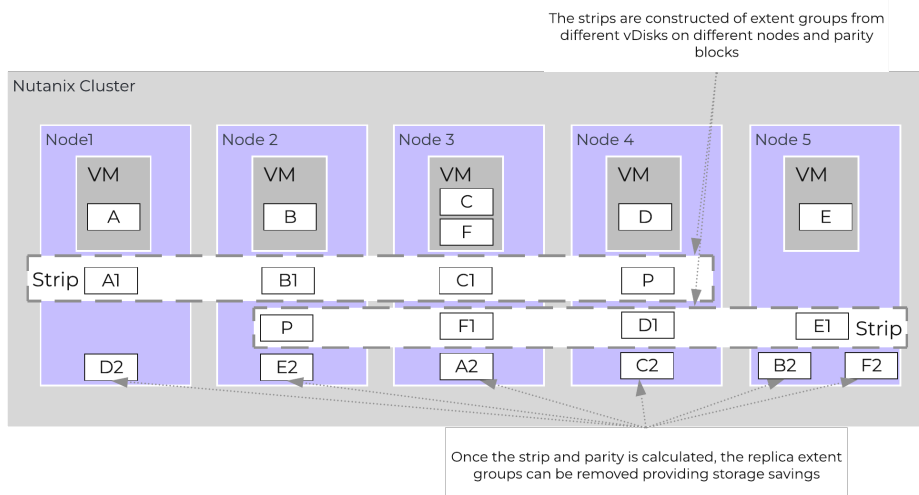 The strips are constructed of extent groups from
different vDisks on different nodes and parity
blocks
Nutanix Cluster
Node1
Node 2
Node 3
Node 4
Node 5
VM
VM
VM
VM
VM
A
B
C
F
D
E
Strip
A1
B1
C1
P
P
F1
D1
E1
Strip
D2
E2
A2
C2
B2
F2
Once the strip and parity is calculated, the replica extent
groups can be removed providing storage savings